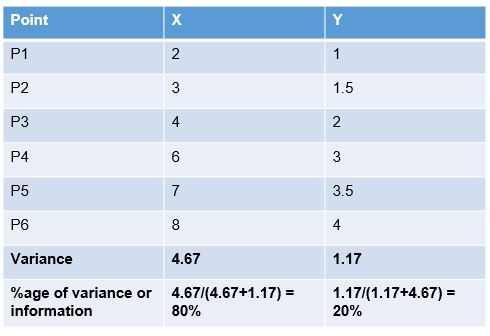 Point X Y
P1 2 1
P2 3 1.5
P3 4 2
P4 6 3
P5 7 3.5
P6 8 4
Variance 4.67 1.17
%age of variance or 4.67/(4.67+1.17) = 1.17/(1.17+4.67) =
information 80% 20%